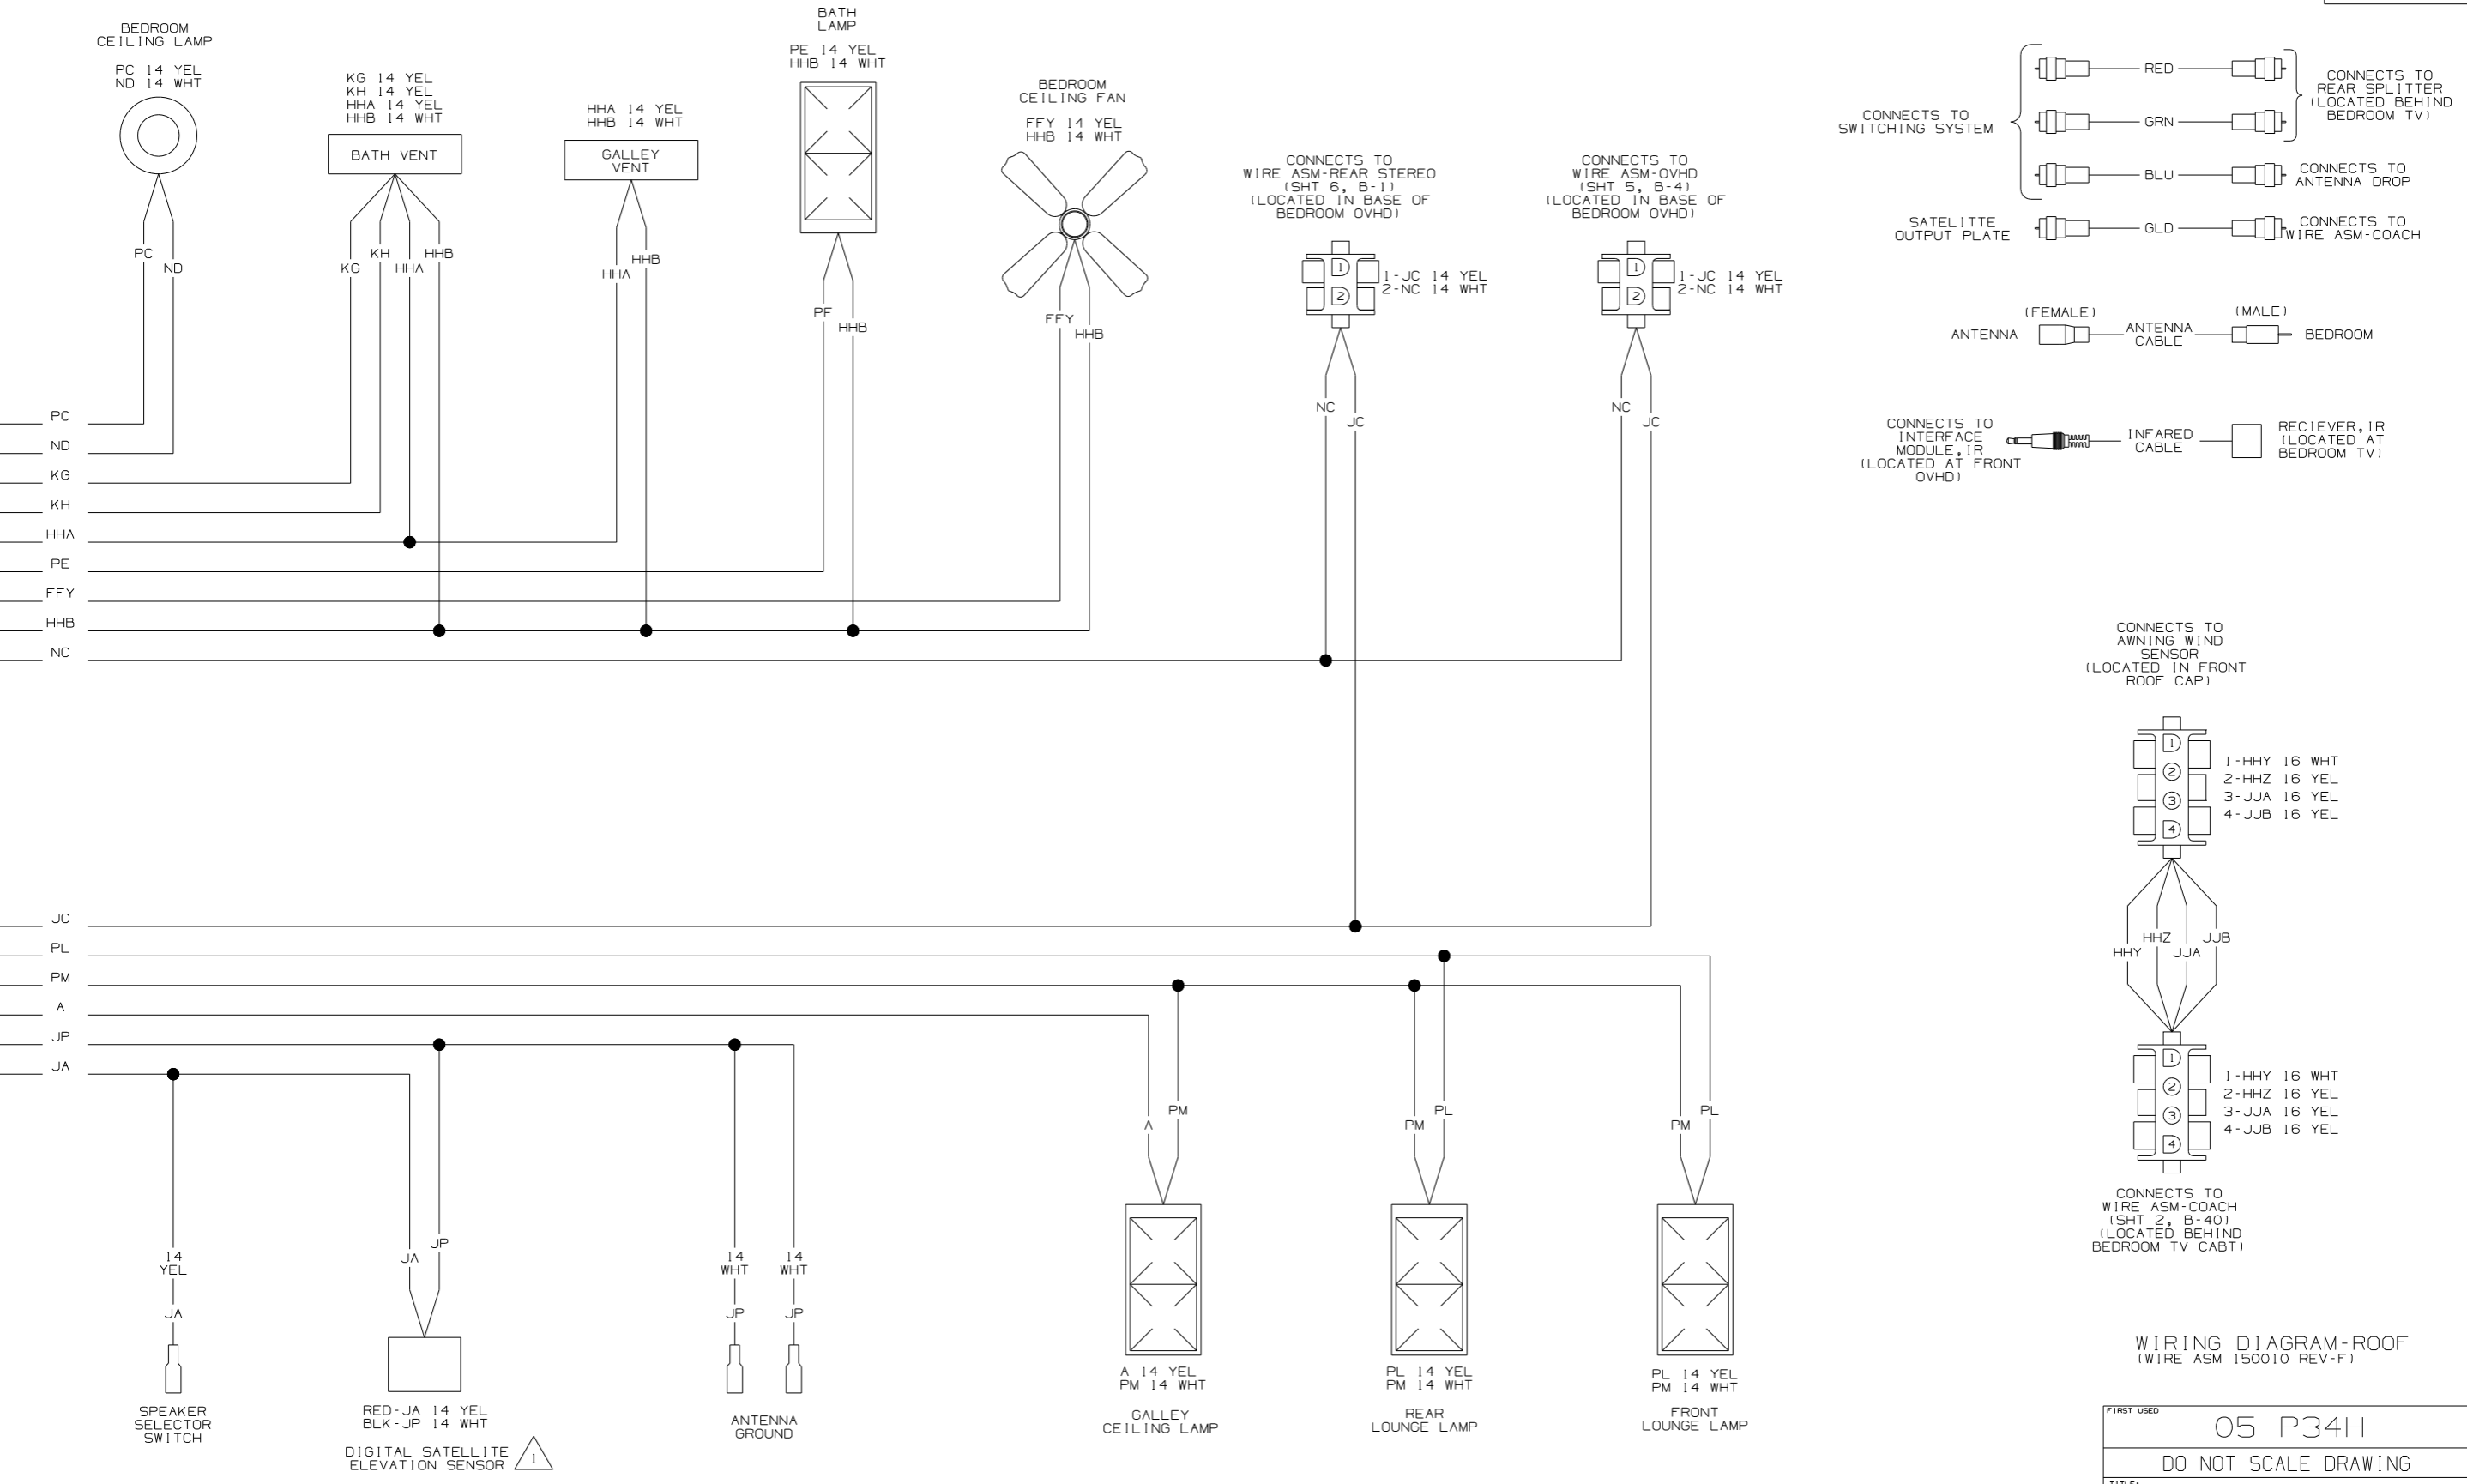 BEDROOM
CEILING LAMP
PC 14 YEL
ND 14 WHT
PC
ND
KG 14 YEL
KH 14 YEL
HHA 14 YEL
HHB 14 WHT
BATH VENT
KG
KH
HHA
HHB
HHA 14 YEL
HHB 14 WHT
GALLEY
VENT
HHA
HHB
BATH
LAMP
PE 14 YEL
HHB 14 WHT
PE
HHB
BEDROOM
CEILING FAN
FFY 14 YEL
HHB 14 WHT
FFY
HHB
CONNECTS TO
WIRE ASM-REAR STEREO
(SHT 6, B-1)
(LOCATED IN BASE OF
BEDROOM OVHD)
1
2
1-JC 14 YEL
2-NC 14 WHT
NC
JC
CONNECTS TO
WIRE ASM-OVHD
(SHT 5, B-4)
(LOCATED IN BASE OF
BEDROOM OVHD)
1
2
1-JC 14 YEL
2-NC 14 WHT
NC
JC
CONNECTS TO
SWITCHING SYSTEM
RED
GRN
CONNECTS TO
REAR SPLITTER
(LOCATED BEHIND
BEDROOM TV)
BLU
CONNECTS TO
ANTENNA DROP
SATELITTE
OUTPUT PLATE
GLD
CONNECTS TO
WIRE ASM-COACH
(FEMALE)
(MALE)
ANTENNA
ANTENNA
CABLE
BEDROOM
CONNECTS TO
INTERFACE
MODULE,IR
(LOCATED AT FRONT
OVHD)
INFARED
CABLE
RECIEVER,IR
(LOCATED AT
BEDROOM TV)
PC
ND
KG
KH
HHA
PE
FFY
HHB
NC
JC
PL
PM
A
JP
JA
CONNECTS TO
AWNING WIND
SENSOR
(LOCATED IN FRONT
ROOF CAP)
1
2
3
4
1-HHY 16 WHT
2-HHZ 16 YEL
3-JJA 16 YEL
4-JJB 16 YEL
HHY
HHZ
JJA
JJB
1
2
3
4
1-HHY 16 WHT
2-HHZ 16 YEL
3-JJA 16 YEL
4-JJB 16 YEL
CONNECTS TO
WIRE ASM-COACH
(SHT 2, B-40)
(LOCATED BEHIND
BEDROOM TV CABT)
14
YEL
JA
SPEAKER
SELECTOR
SWITCH
JA
JP
RED-JA 14 YEL
BLK-JP 14 WHT
DIGITAL SATELLITE
ELEVATION SENSOR
1
14
WHT
JP
14
WHT
JP
ANTENNA
GROUND
A
PM
A 14 YEL
PM 14 WHT
GALLEY
CEILING LAMP
PM
PL
PL 14 YEL
PM 14 WHT
REAR
LOUNGE LAMP
PM
PL
PL 14 YEL
PM 14 WHT
FRONT
LOUNGE LAMP
WIRING DIAGRAM-ROOF
(WIRE ASM 150010 REV-F)
FIRST USED
05 P34H
DO NOT SCALE DRAWING